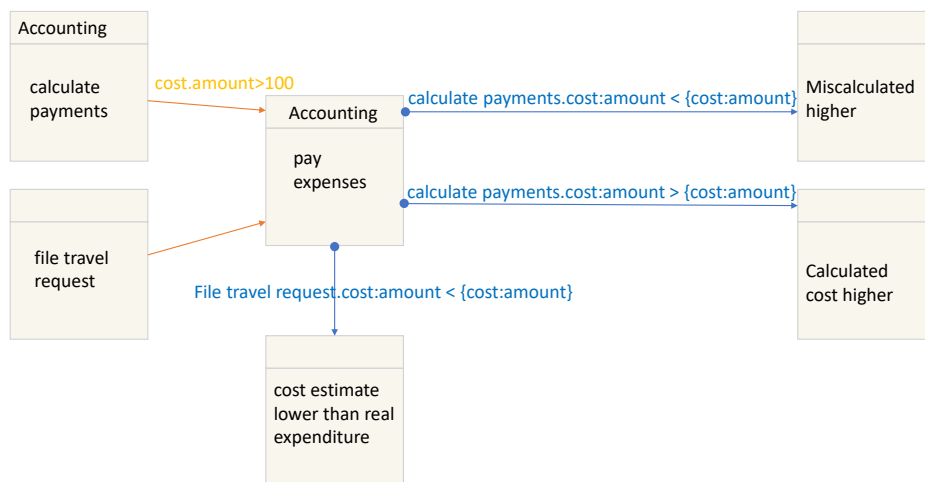 Accounting
calculate
payments
cost.amount>100
Accounting
pay
expenses
calculate payments.cost:amount < {cost:amount}
Miscalculated
higher
calculate payments.cost:amount > {cost:amount}
Calculated
cost higher
file travel
request
File travel request.cost:amount < {cost:amount}
cost estimate
lower than real
expenditure